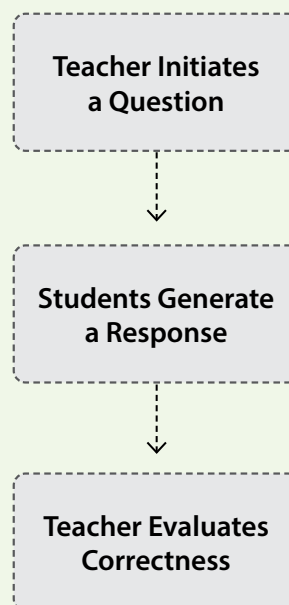 Teacher Initiates
a Question
Students Generate
a Response
Teacher Evaluates
Correctness